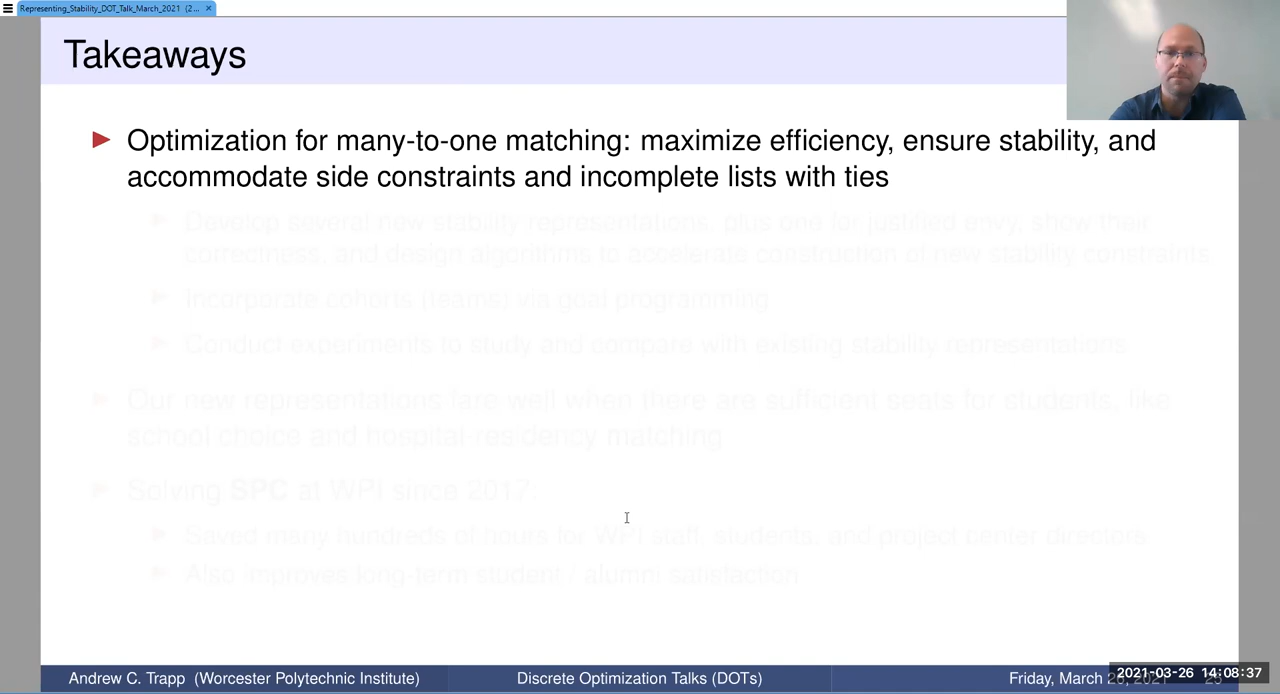 Representing_Stability_DOT_Talk_March_2021 (2... ×
Takeaways
Optimization for many-to-one matching: maximize efficiency, ensure stability, and
accommodate side constraints and incomplete lists with ties
Develop several new stability representations, plus one for justified envy, show their
correctness, and design algorithms to accelerate construction of new stability constraints
Incorporate cohorts (teams) via goal programming
Conduct experiments to study and compare with existing stability representations
Our new representations fare well when there are sufficient seats for students, like
school choice and hospital-residency matching
Solving SPC at WPI since 2017:
Saved many hundreds of hours for WPI staff, students, and project center directors
Also improves long-term student / alumni satisfaction
Andrew C. Trapp (Worcester Polytechnic Institute) Discrete Optimization Talks (DOTs) Friday, March
2021-03-26 14:08:37